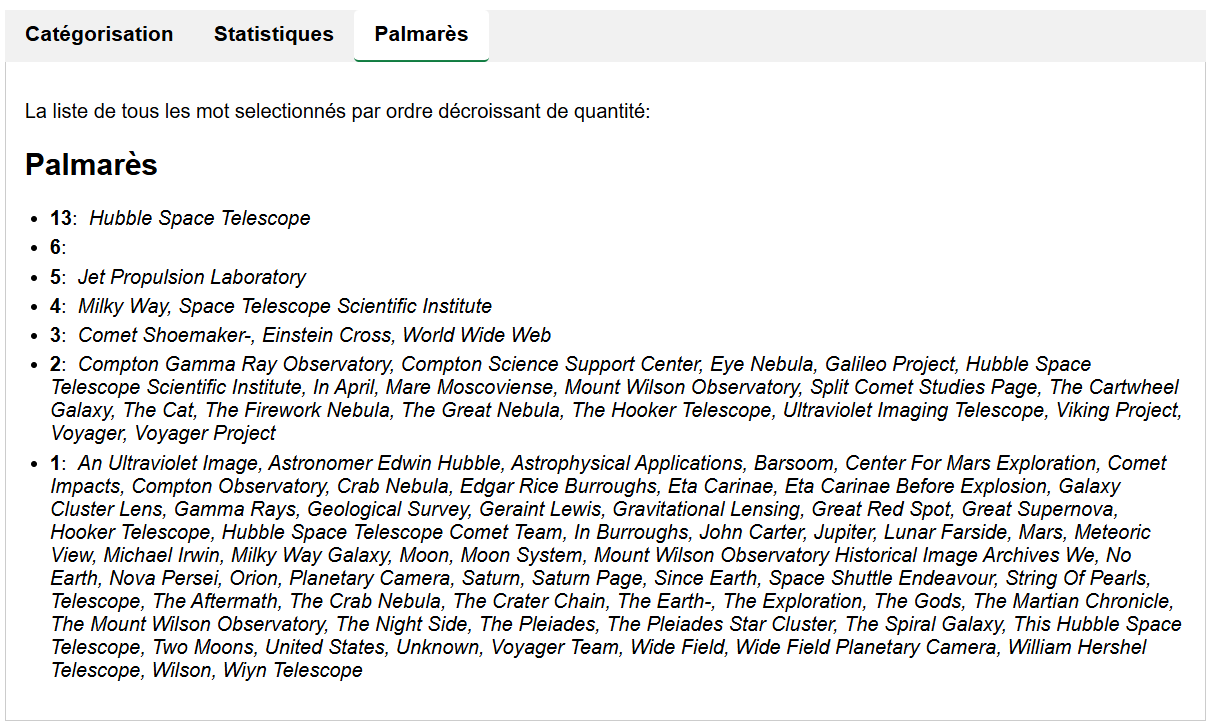 Catégorisation Statistiques Palmarès
La liste de tous les mot selectionnés par ordre décroissant de quantité:
Palmarès
• 13: Hubble Space Telescope
• 6:
• 5: Jet Propulsion Laboratory
• 4: Milky Way, Space Telescope Scientific Institute
• 3: Comet Shoemaker-, Einstein Cross, World Wide Web
• 2: Compton Gamma Ray Observatory, Compton Science Support Center, Eye Nebula, Galileo Project, Hubble Space
Telescope Scientific Institute, In April, Mare Moscoviense, Mount Wilson Observatory, Split Comet Studies Page, The Cartwheel
Galaxy, The Cat, The Firework Nebula, The Great Nebula, The Hooker Telescope, Ultraviolet Imaging Telescope, Viking Project,
Voyager, Voyager Project
• 1: An Ultraviolet Image, Astronomer Edwin Hubble, Astrophysical Applications, Barsoom, Center For Mars Exploration, Comet
Impacts, Compton Observatory, Crab Nebula, Edgar Rice Burroughs, Eta Carinae, Eta Carinae Before Explosion, Galaxy
Cluster Lens, Gamma Rays, Geological Survey, Geraint Lewis, Gravitational Lensing, Great Red Spot, Great Supernova,
Hooker Telescope, Hubble Space Telescope Comet Team, In Burroughs, John Carter, Jupiter, Lunar Farside, Mars, Meteoric
View, Michael Irwin, Milky Way Galaxy, Moon, Moon System, Mount Wilson Observatory Historical Image Archives We, No
Earth, Nova Persei, Orion, Planetary Camera, Saturn, Saturn Page, Since Earth, Space Shuttle Endeavour, String Of Pearls,
Telescope, The Aftermath, The Crab Nebula, The Crater Chain, The Earth-, The Exploration, The Gods, The Martian Chronicle,
The Mount Wilson Observatory, The Night Side, The Pleiades, The Pleiades Star Cluster, The Spiral Galaxy, This Hubble Space
Telescope, Two Moons, United States, Unknown, Voyager Team, Wide Field, Wide Field Planetary Camera, William Hershel
Telescope, Wilson, Wiyn Telescope